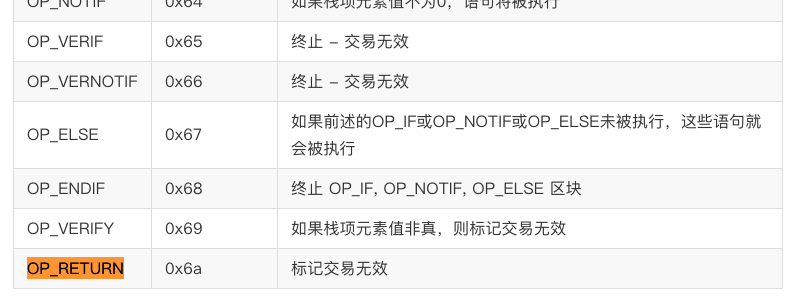 OP_NOTIF 0x64 如果栈项元素值不为0，语句将被执行
OP_VERIF 0x65 终止 – 交易无效
OP_VERNOTIF 0x66 终止 – 交易无效
OP_ELSE 0x67 如果前述的OP_IF或OP_NOTIF或OP_ELSE未被执行，这些语句就
会被执行
OP_ENDIF 0x68 终止 OP_IF, OP_NOTIF, OP_ELSE 区块
OP_VERIFY 0x69 如果栈项元素值非真，则标记交易无效
OP_RETURN 0x6a 标记交易无效